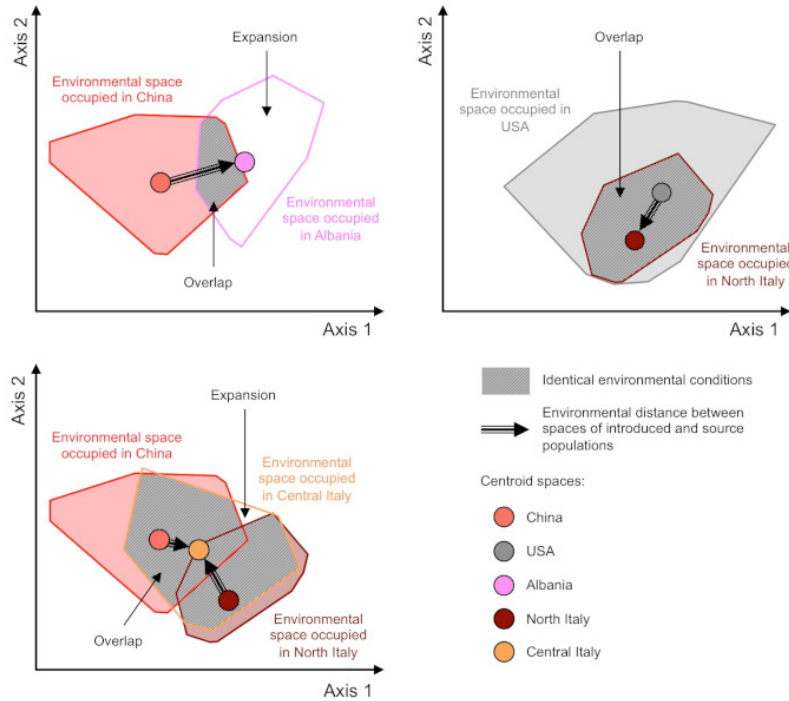 Axis 2
Expansion
Environmental space
occupied in China
Environmental
space occupied
in Albania
Overlap
Axis 1
Axis 2
Overlap
Environmental
space occupied in
USA
Environmental
space occupied
in North Italy
Axis 1
Axis 2
Expansion
Environmental space
occupied in China
Environmental
space occupied
in Central Italy
Overlap
Environmental
space occupied
in North Italy
Axis 1
Identical environmental conditions
Environmental distance between
spaces of introduced and source
populations
Centroid spaces:
China
USA
Albania
North Italy
Central Italy